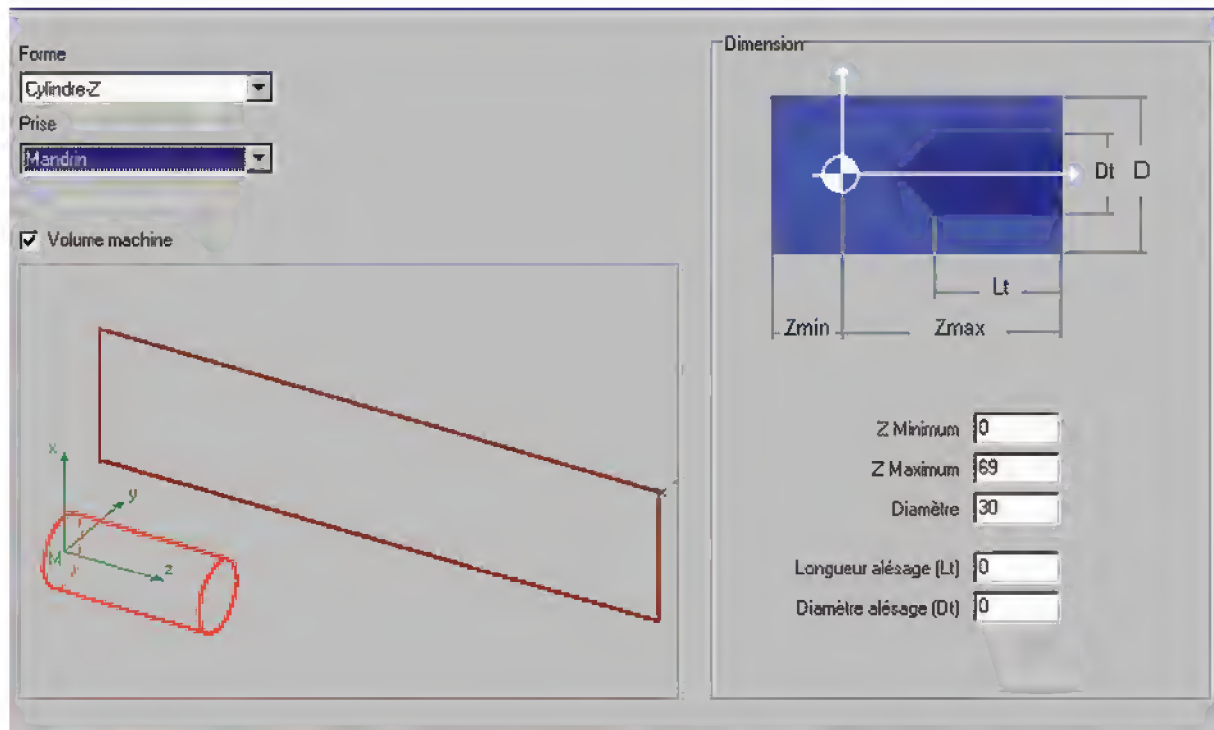 Forme
Cylindre-Z
Prise
Mandrin
Volume machine
x
y
M
z
Dimension
Dt
D
Lt
Zmin
Zmax
Z Minimum 0
Z Maximum 69
Diamètre 30
Longueur alésage (Lt) 0
Diamètre alésage (Dt) 0